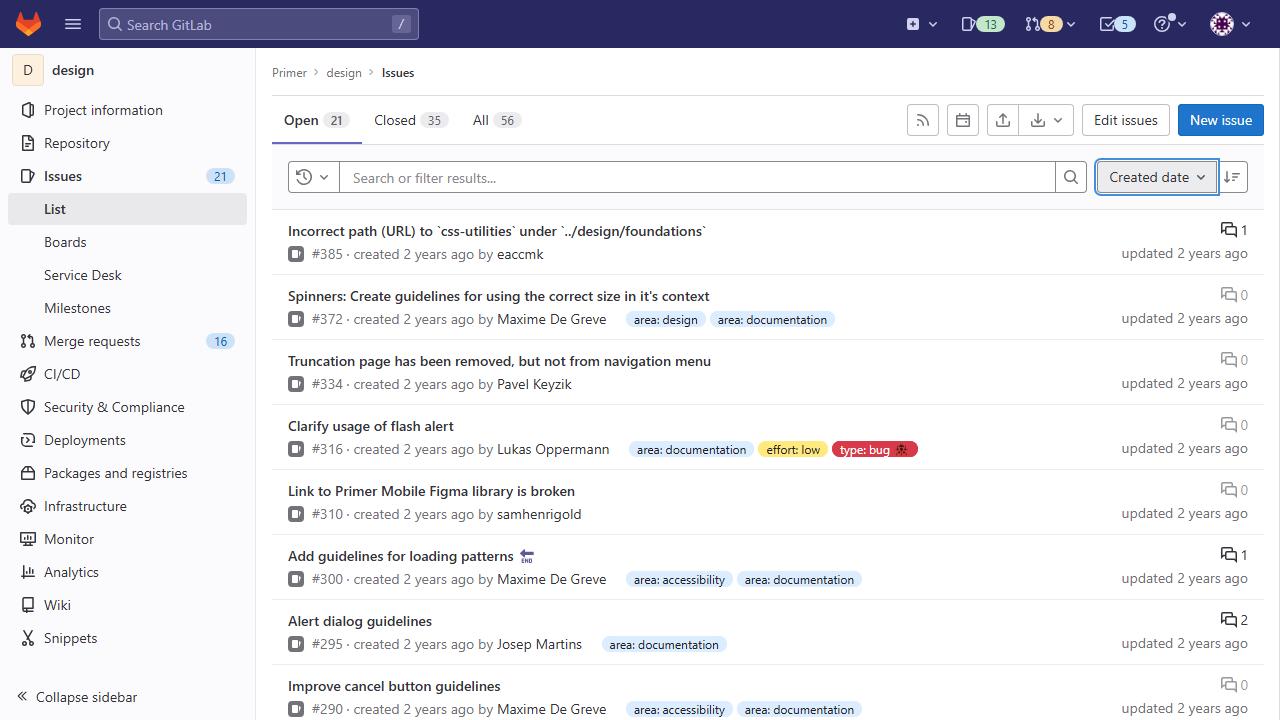 Search GitLab
/
13
8
5
D
design
Project information
Repository
Issues
21
List
Boards
Service Desk
Milestones
Merge requests
16
CI/CD
Security & Compliance
Deployments
Packages and registries
Infrastructure
Monitor
Analytics
Wiki
Snippets
Collapse sidebar
Primer
design
Issues
Open 21
Closed 35
All 56
Edit issues
New issue
Search or filter results...
Created date
Incorrect path (URL) to `css-utilities` under `../design/foundations`
1
#385 · created 2 years ago by eaccmk
updated 2 years ago
Spinners: Create guidelines for using the correct size in it's context
0
#372 · created 2 years ago by Maxime De Greve area: design area: documentation
updated 2 years ago
Truncation page has been removed, but not from navigation menu
0
#334 · created 2 years ago by Pavel Keyzik
updated 2 years ago
Clarify usage of flash alert
0
#316 · created 2 years ago by Lukas Oppermann area: documentation effort: low type: bug
updated 2 years ago
Link to Primer Mobile Figma library is broken
0
#310 · created 2 years ago by samhenrigold
updated 2 years ago
Add guidelines for loading patterns 🔚
1
#300 · created 2 years ago by Maxime De Greve area: accessibility area: documentation
updated 2 years ago
Alert dialog guidelines
2
#295 · created 2 years ago by Josep Martins area: documentation
updated 2 years ago
Improve cancel button guidelines
0
#290 · created 2 years ago by Maxime De Greve area: accessibility area: documentation
updated 2 years ago